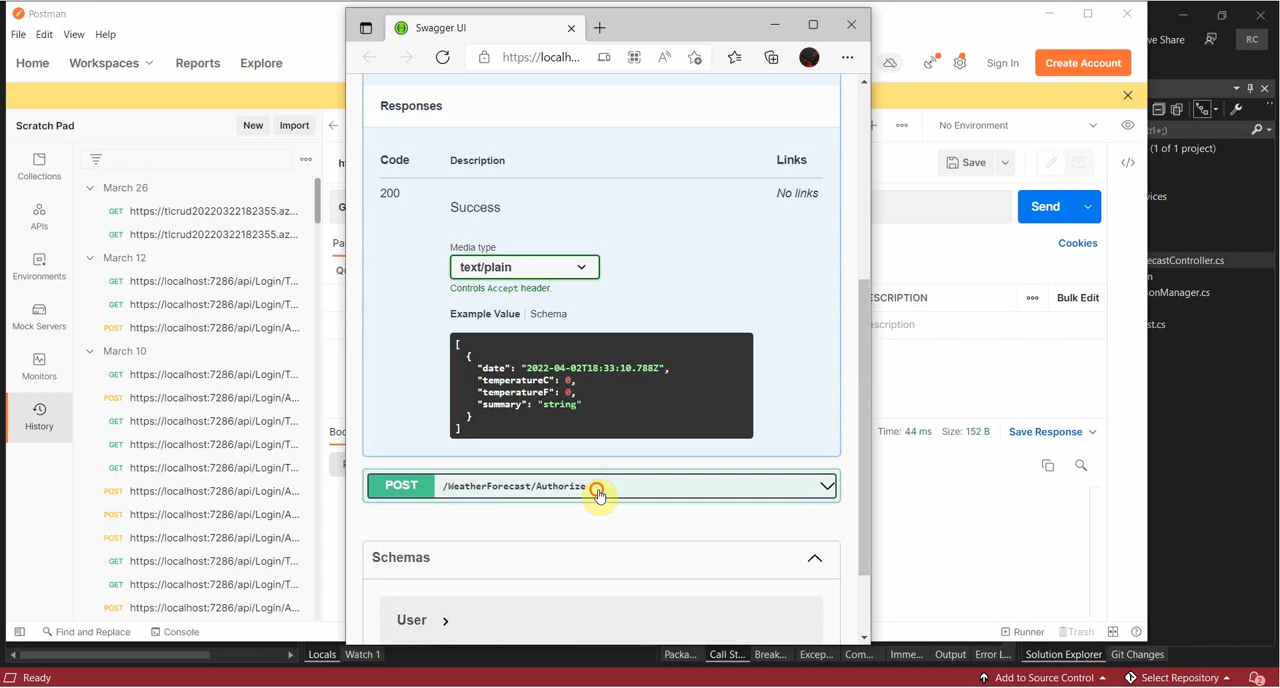 Postman
File Edit View Help
Home Workspaces Reports Explore
Sign In Create Account
Scratch Pad New Import
No Environment
Save
Send
Cookies
ESCRIPTION Bulk Edit
escription
Time: 44 ms Size: 152 B Save Response
Collections
APIs
Environments
Mock Servers
Monitors
History
March 26
GET https://tlcrud20220322182355.az...
GET https://tlcrud20220322182355.az...
March 12
GET https://localhost:7286/api/Login/T...
GET https://localhost:7286/api/Login/T...
POST https://localhost:7286/api/Login/A...
March 10
GET https://localhost:7286/api/Login/T...
POST https://localhost:7286/api/Login/A...
GET https://localhost:7286/api/Login/T...
GET https://localhost:7286/api/Login/T...
GET https://localhost:7286/api/Login/T...
POST https://localhost:7286/api/Login/A...
POST https://localhost:7286/api/Login/A...
POST https://localhost:7286/api/Login/A...
GET https://localhost:7286/api/Login/T...
GET https://localhost:7286/api/Login/T...
POST https://localhost:7286/api/Login/A...
Find and Replace Console
Runner Trash
Swagger UI
https://localh...
Responses
Code Description Links
200 Success No links
Media type
text/plain
Controls Accept header.
Example Value Schema
[
{
"date": "2022-04-02T18:33:10.788Z",
"temperatureC": 0,
"temperatureF": 0,
"summary": "string"
}
]
POST /WeatherForecast/Authorize
Schemas
User
ve Share RC
trl+;)
(1 of 1 project)
vices
ecastController.cs
n
sonManager.cs
st.cs
Locals Watch 1
Packa... Call St... Break... Excep... Com... Imme... Output Error L... Solution Explorer Git Changes
Ready Add to Source Control Select Repository 2